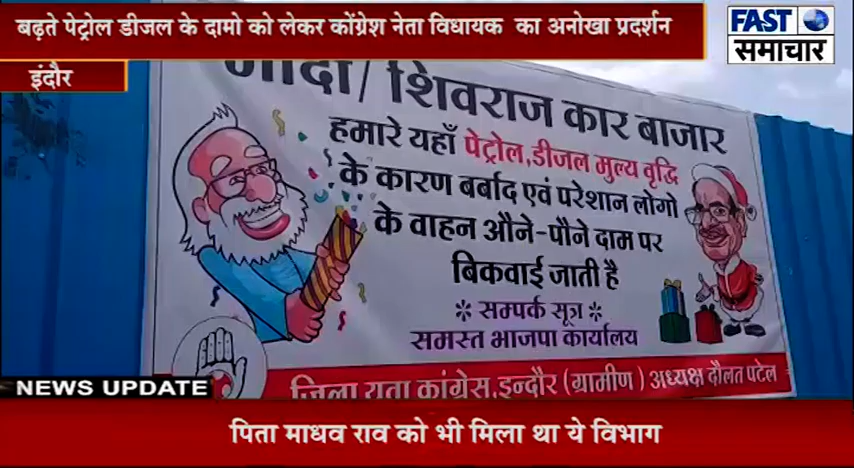 बढ़ते पेट्रोल डीजल के दामो को लेकर कोंग्रेश नेता विधायक का अनोखा प्रदर्शन
FAST
समाचार
इंदौर
मोदी / शिवराज कार बाजार
हमारे यहाँ पेट्रोल,डीजल मुल्य वृद्धि
के कारण बर्बाद एवं परेशान लोगो
के वाहन औने-पौने दाम पर
बिकवाई जाती है
* सम्पर्क सूत्र *
समस्त भाजपा कार्यालय
जिला युवा कांग्रेस,इन्दौर (ग्रामीण) अध्यक्ष दौलत पटेल
NEWS UPDATE
पिता माधव राव को भी मिला था ये विभाग